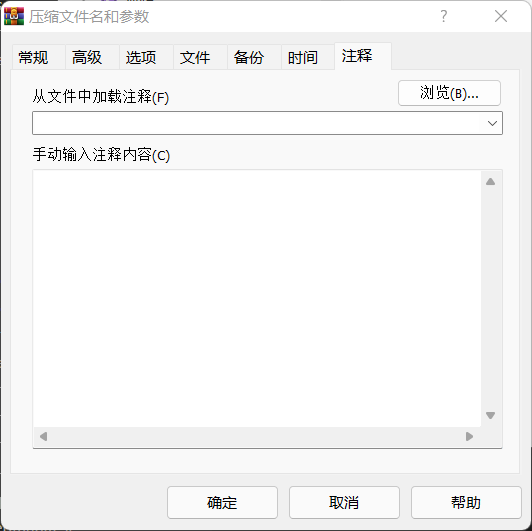 压缩文件名和参数
常规 高级 选项 文件 备份 时间 注释
从文件中加载注释(F)
浏览(B)...
手动输入注释内容(C)
确定 取消 帮助